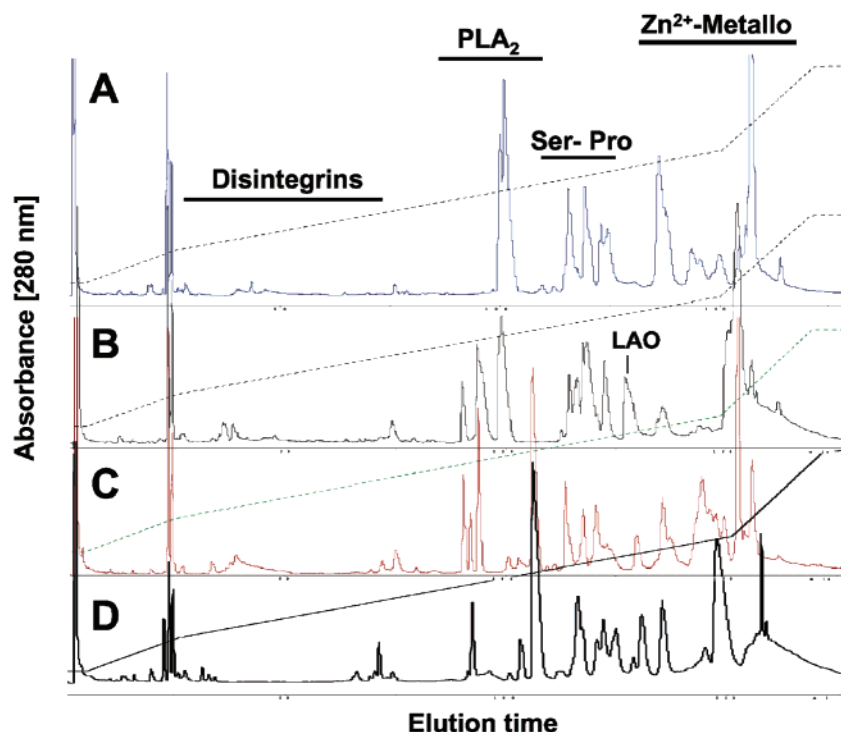 Zn²⁺-Metallo
PLA₂
A
Ser- Pro
Disintegrins
B
LAO
C
D
Absorbance [280 nm]
Elution time